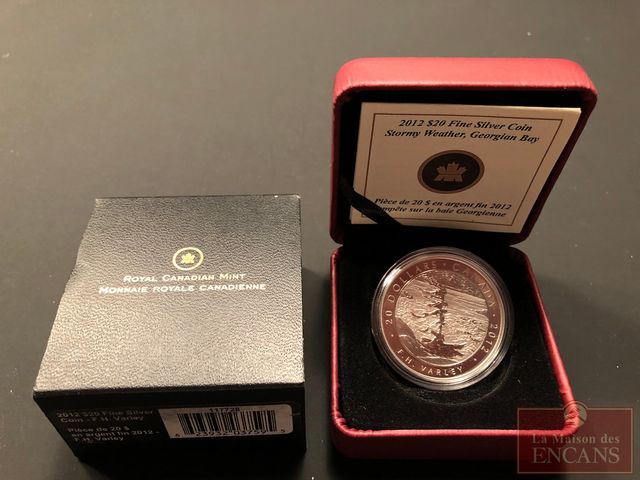 2012 $20 Fine Silver Coin
Stormy Weather, Georgian Bay
Pièce de 20 $ en argent fin 2012
Tempête sur la baie Georgienne
20 DOLLARS · CANADA · 2012 ·
F.H. VARLEY
ROYAL CANADIAN MINT
MONNAIE ROYALE CANADIENNE
2012 $20 Fine Silver
Coin - F.H. Varley
Pièce de 20 $
en argent fin 2012 -
F.H. Varley
117728
La Maison des
ENCANS